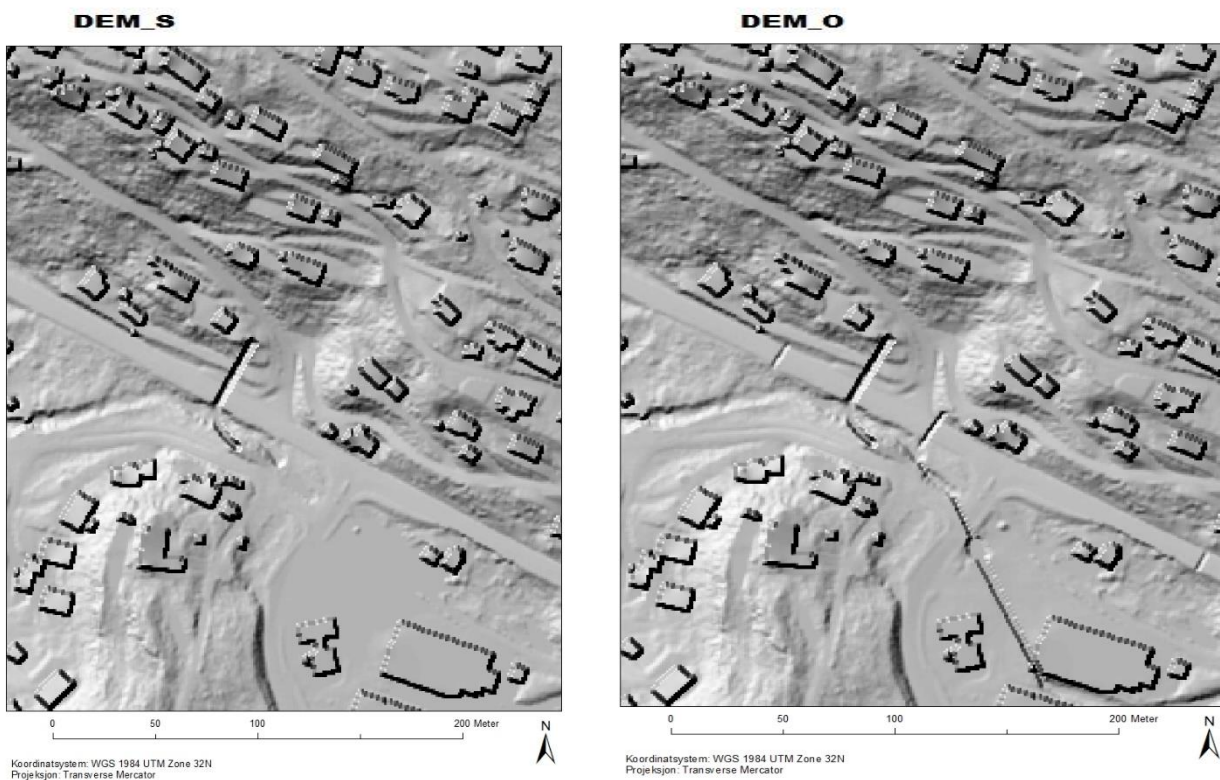 DEM_S
0 50 100 200 Meter
N
Koordinatsystem: WGS 1984 UTM Zone 32N
Projeksjon: Transverse Mercator
DEM_O
0 50 100 200 Meter
N
Koordinatsystem: WGS 1984 UTM Zone 32N
Projeksjon: Transverse Mercator